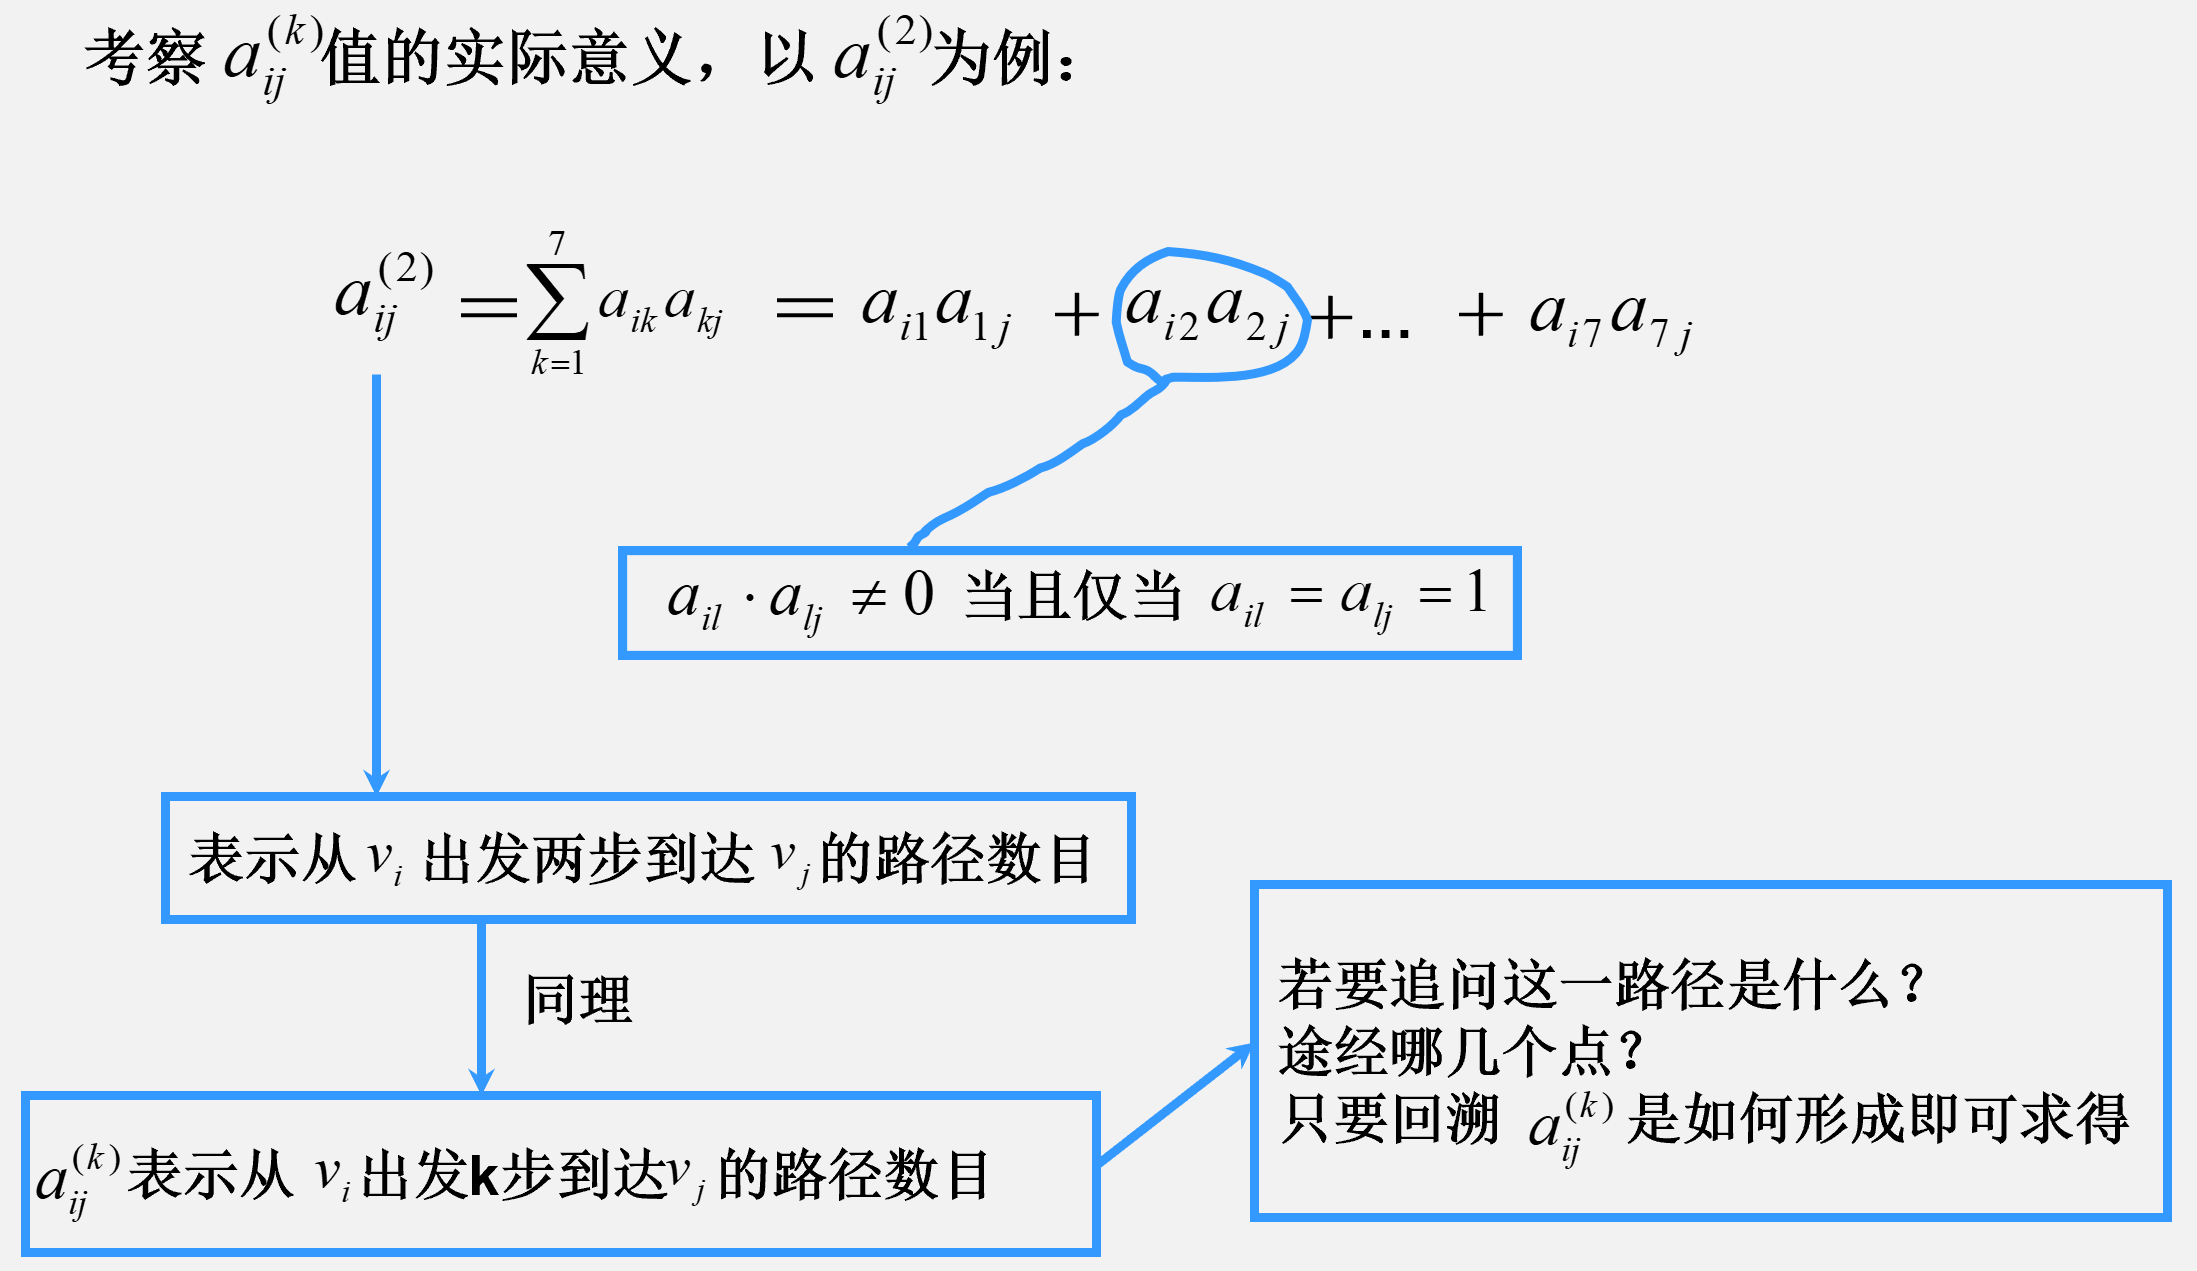 考察 $a_{ij}^{(k)}$ 值的实际意义，以 $a_{ij}^{(2)}$ 为例：
$a_{ij}^{(2)} = \sum_{k=1}^{7} a_{ik} a_{kj} = a_{i1} a_{1j} + a_{i2} a_{2j} + \ldots + a_{i7} a_{7j}$
$a_{il} \cdot a_{lj} \neq 0$ 当且仅当 $a_{il} = a_{lj} = 1$
表示从 $v_i$ 出发两步到达 $v_j$ 的路径数目
同理
$a_{ij}^{(k)}$ 表示从 $v_i$ 出发k步到达 $v_j$ 的路径数目
若要追问这一路径是什么？
途经哪几个点？
只要回溯 $a_{ij}^{(k)}$ 是如何形成即可求得